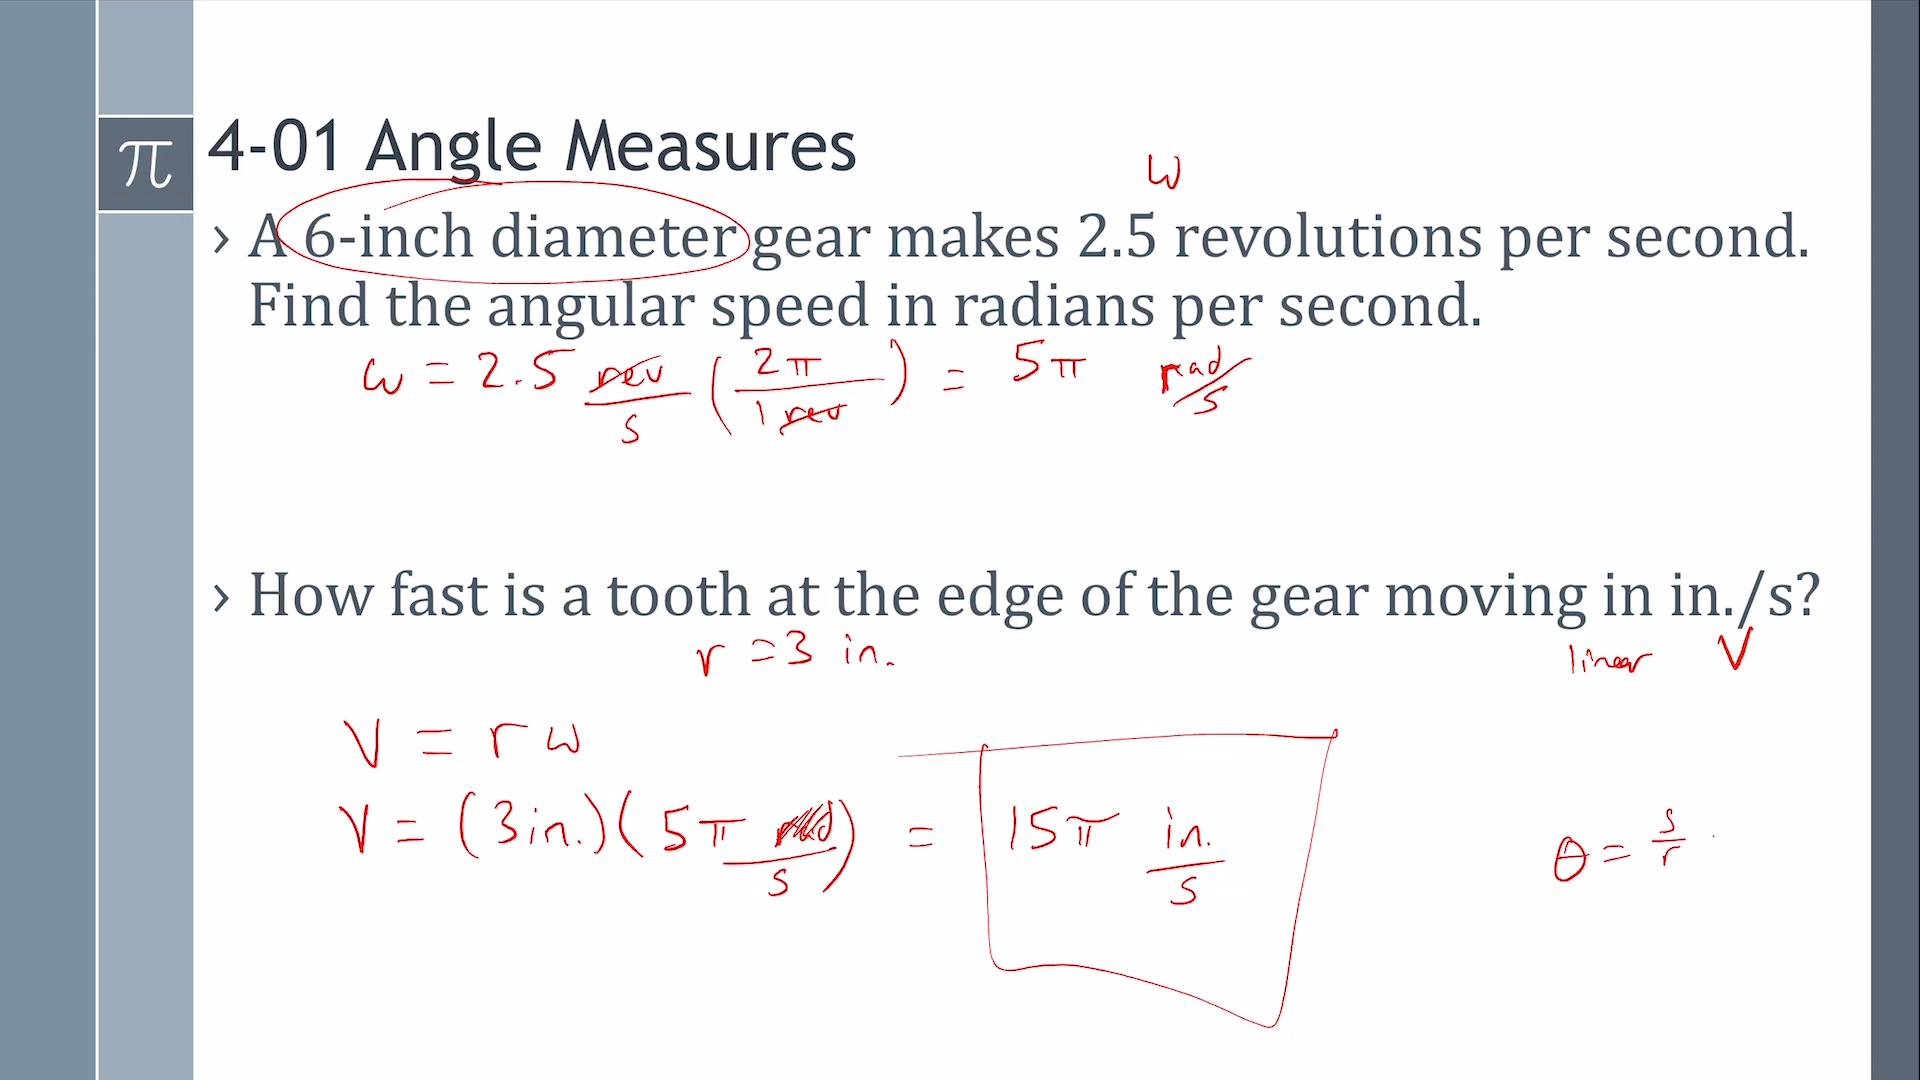 π 4-01 Angle Measures
ω
› A 6-inch diameter gear makes 2.5 revolutions per second.
Find the angular speed in radians per second.
ω = 2.5 rev/s (2π/1 rev) = 5π rad/s
› How fast is a tooth at the edge of the gear moving in in./s?
r = 3 in. linear V
V = r ω
V = (3 in.)(5π rad/s) = 15π in./s
θ = s/r